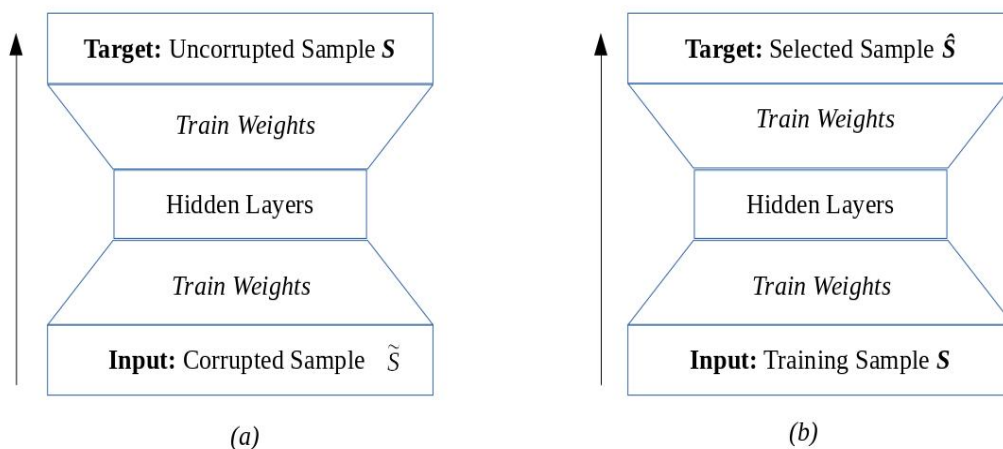 Target: Uncorrupted Sample S
Train Weights
Hidden Layers
Train Weights
Input: Corrupted Sample S̃
(a)
Target: Selected Sample Ŝ
Train Weights
Hidden Layers
Train Weights
Input: Training Sample S
(b)